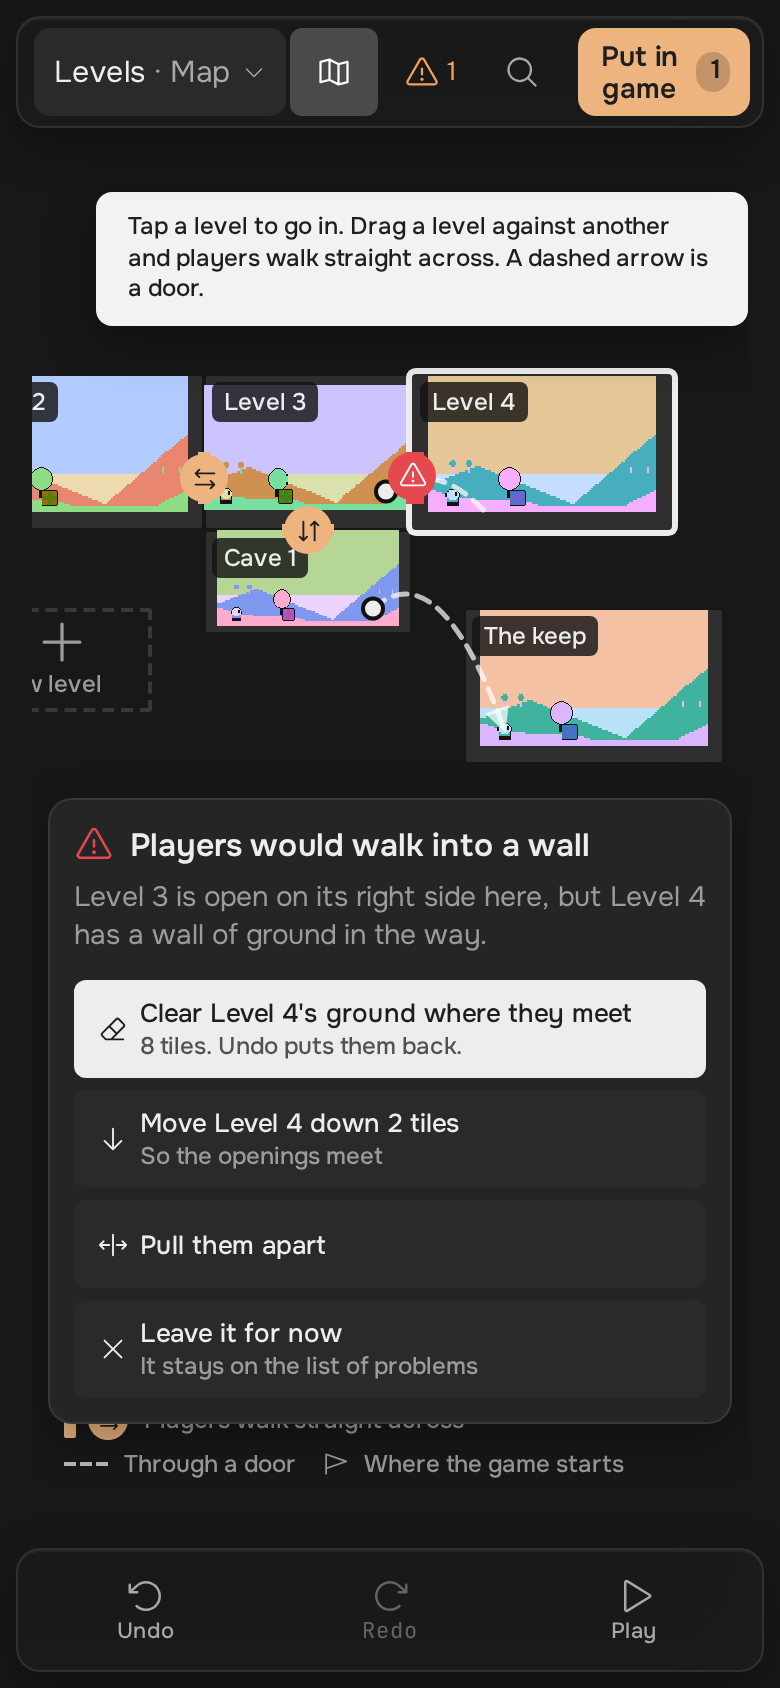 Levels · Map
1
Put in game
1
Tap a level to go in. Drag a level against another
and players walk straight across. A dashed arrow is
a door.
2
Level 3
Level 4
Cave 1
The keep
w level
Players would walk into a wall
Level 3 is open on its right side here, but Level 4
has a wall of ground in the way.
Clear Level 4's ground where they meet
8 tiles. Undo puts them back.
Move Level 4 down 2 tiles
So the openings meet
Pull them apart
Leave it for now
It stays on the list of problems
Players walk straight across
Through a door
Where the game starts
Undo
Redo
Play